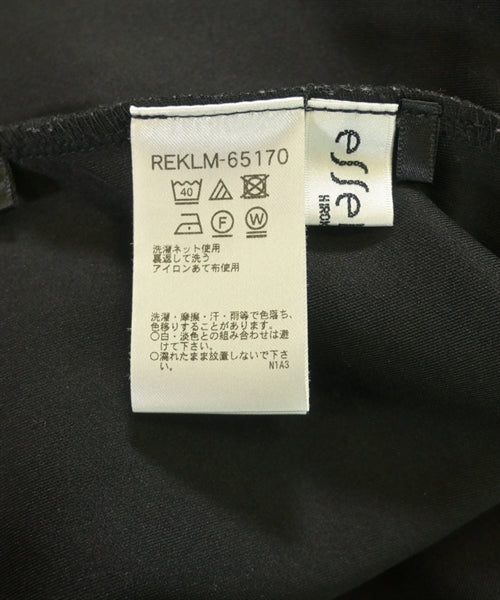 REKLM-65170
40
F W
洗濯ネット使用
裏返して洗う
アイロンあて布使用
洗濯・摩擦・汗・雨等で色落ち、
色移りすることがあります。
○白・淡色との組み合わせは避
けて下さい。
○濡れたまま放置しないで下さ
い。
N1A3
esse
HIROK